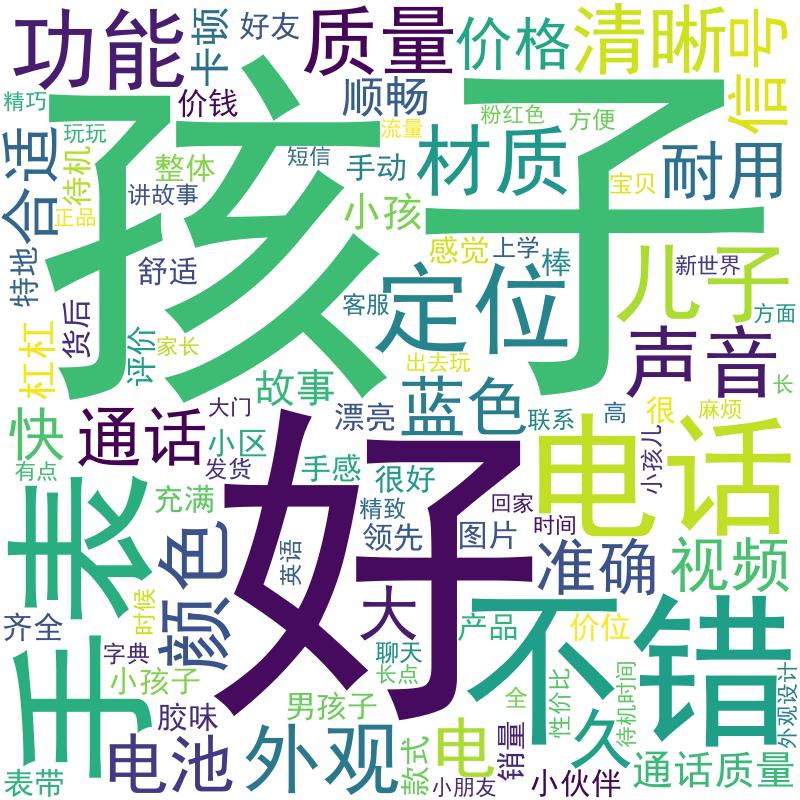 功能
卡顿
好友
质量
价格
清晰
信号
精巧
价钱
顺畅
流量
粉红色
方便
玩玩
合适
待机
正品
整体
短信
手动
材质
耐用
讲故事
小孩
宝贝
孩子
特地
舒适
感觉
上学
棒
新世界
儿子
货后
客服
定位
方面
杠杠
评价
家长
出去玩
声音
故事
蓝色
长
快
通话
大门
漂亮
联系
高
很
麻烦
小区
电话
小孩儿
有点
发货
手感
很好
充满
精致
回家
好
领先
图片
时间
准确
视频
手表
颜色
英语
大
不错
齐全
时候
产品
价位
字典
聊天
小孩子
长点
男孩子
全
性价比
待机时间
外观设计
胶味
外观
久
电池
款式
电
销量
通话质量
表带
小朋友
小伙伴